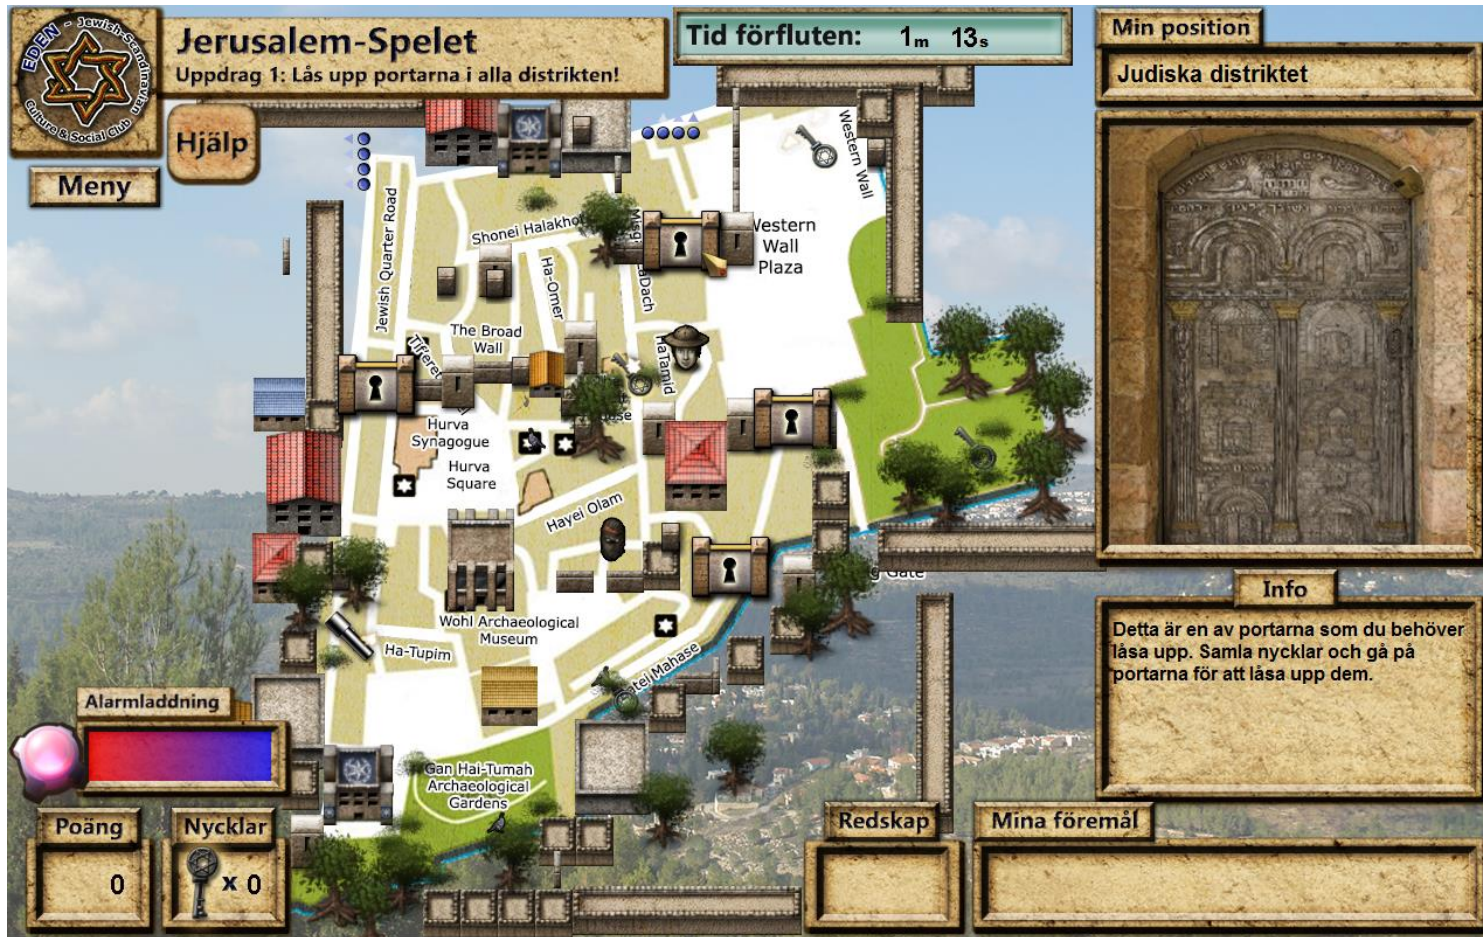 EDEN - Jewish-Scandinavian
Culture & Social Club
Jerusalem-Spelet
Uppdrag 1: Lås upp portarna i alla distrikten!
Tid förfluten: 1m 13s
Min position
Judiska distriktet
Hjälp
Meny
Western Wall
Jewish Quarter Road
Shonei Halakhot
Western
Wall
Plaza
Ha-Omer
The Broad
Wall
Tiferet
HaTamid
Hurva
Synagogue
Hurva
Square
Hayei Olam
Gate
Wohl Archaeological
Museum
Ha-Tupim
Batei Mahase
Gan Hai-Tumah
Archaeological
Gardens
Info
Detta är en av portarna som du behöver
låsa upp. Samla nycklar och gå på
portarna för att låsa upp dem.
Alarmladdning
Poäng
0
Nycklar
x 0
Redskap
Mina föremål